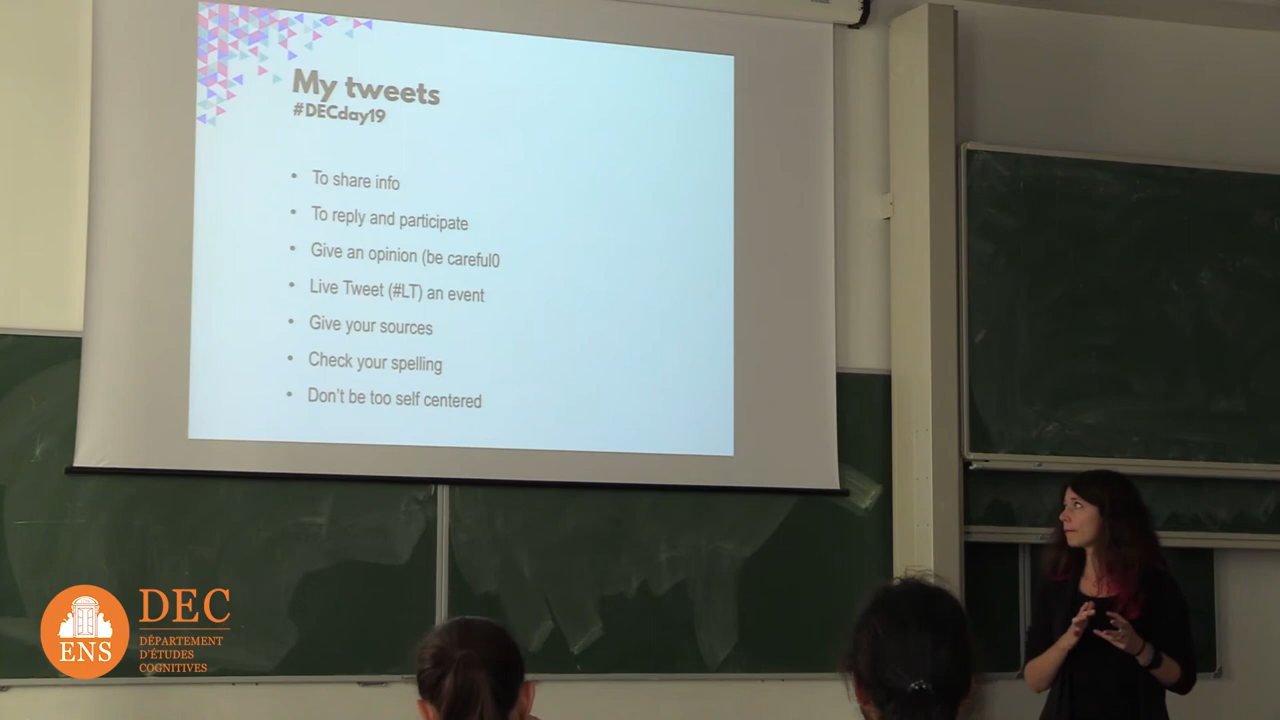 My tweets
#DECday19
• To share info
• To reply and participate
• Give an opinion (be careful0
• Live Tweet (#LT) an event
• Give your sources
• Check your spelling
• Don't be too self centered
ENS
DEC
DÉPARTEMENT
D'ÉTUDES
COGNITIVES